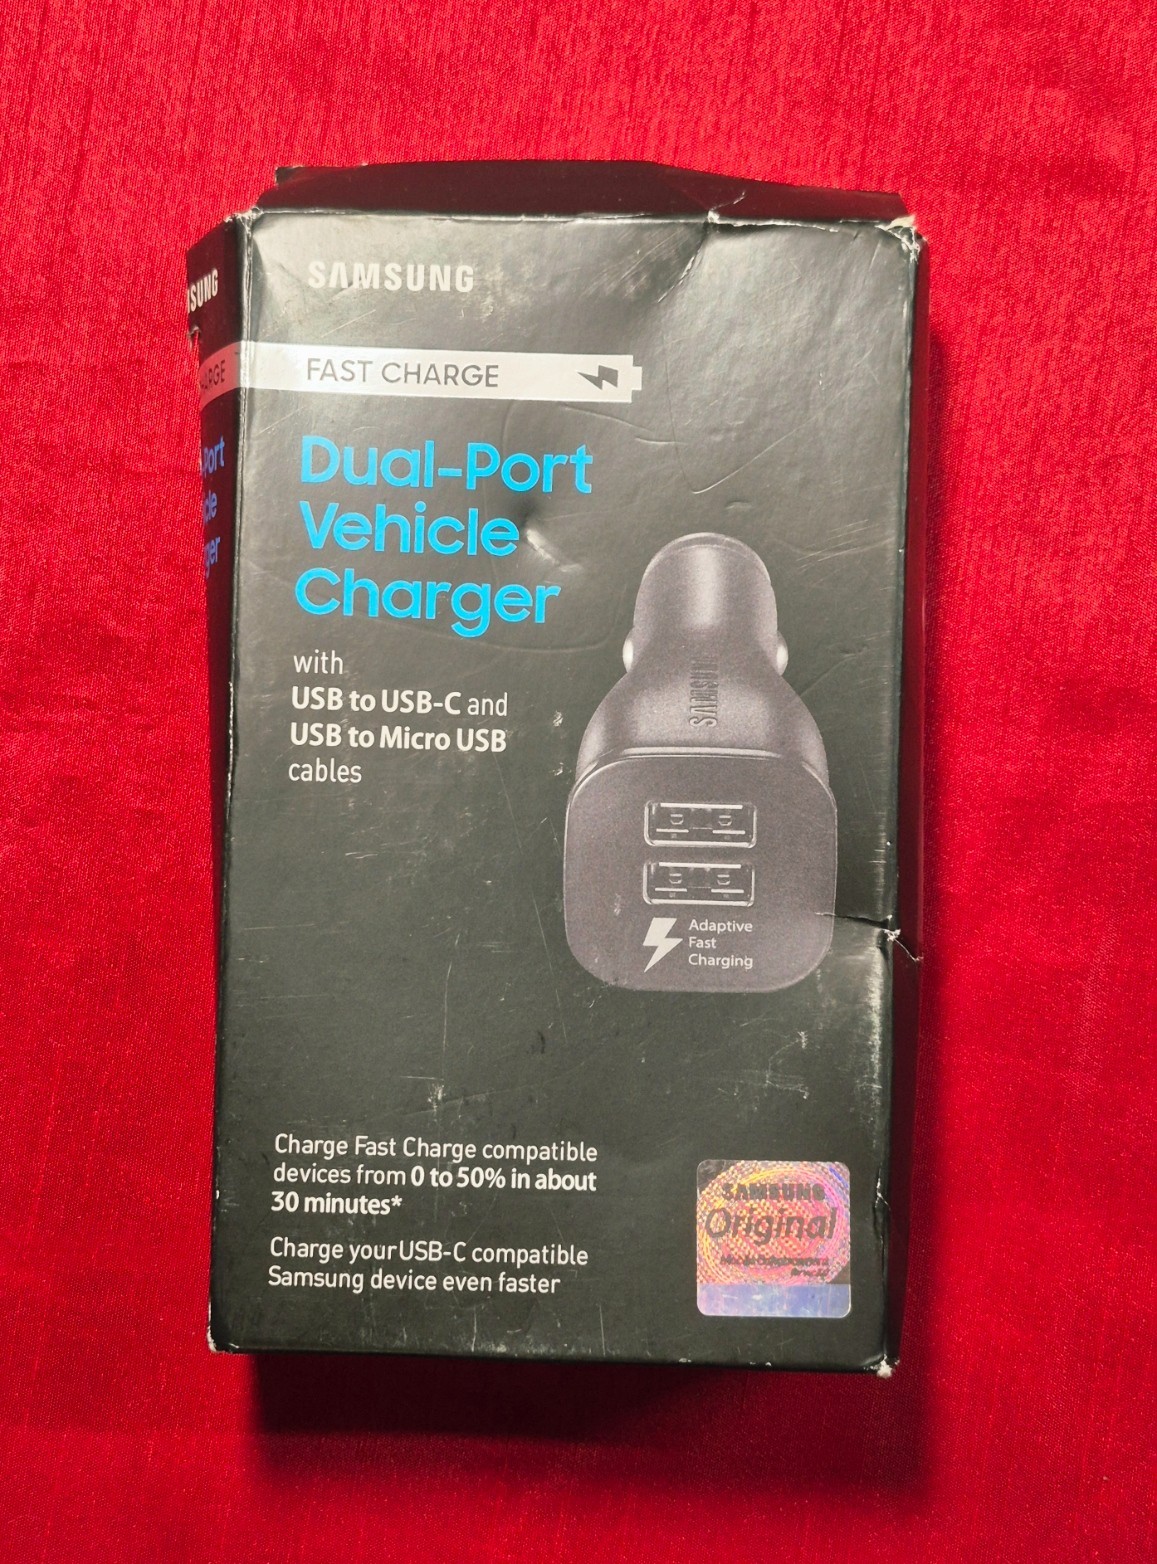 SAMSUNG
FAST CHARGE
Dual-Port
Vehicle
Charger
with
USB to USB-C and
USB to Micro USB
cables
SAMSUNG
Adaptive
Fast
Charging
Charge Fast Charge compatible
devices from 0 to 50% in about
30 minutes*
Charge your USB-C compatible
Samsung device even faster
SAMSUNG
Original